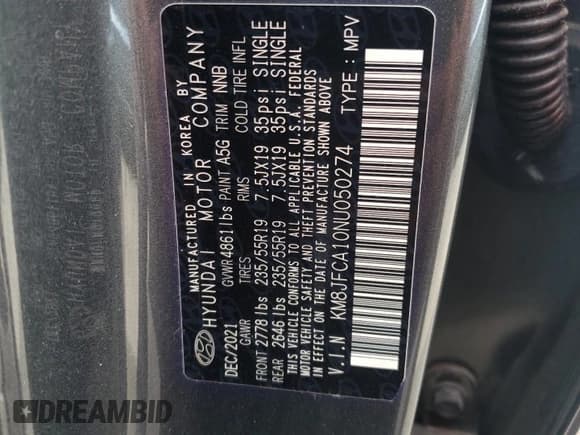 MANUFACTURED IN KOREA BY
HYUNDAI MOTOR COMPANY
DEC/2021 GVWR 4861 lbs PAINT A5G TRIM NNB
GAWR TIRES RIMS COLD TIRE INFL
FRONT 2778 lbs 235/55R19 7.5JX19 35psi SINGLE
REAR 2646 lbs 235/55R19 7.5JX19 35psi SINGLE
THIS VEHICLE CONFORMS TO ALL APPLICABLE U.S.A. FEDERAL
MOTOR VEHICLE SAFETY AND THEFT PREVENTION STANDARDS
IN EFFECT ON THE DATE OF MANUFACTURE SHOWN ABOVE.
V.I.N KM8JFCA10NU050274 TYPE : MPV
DREAMBID